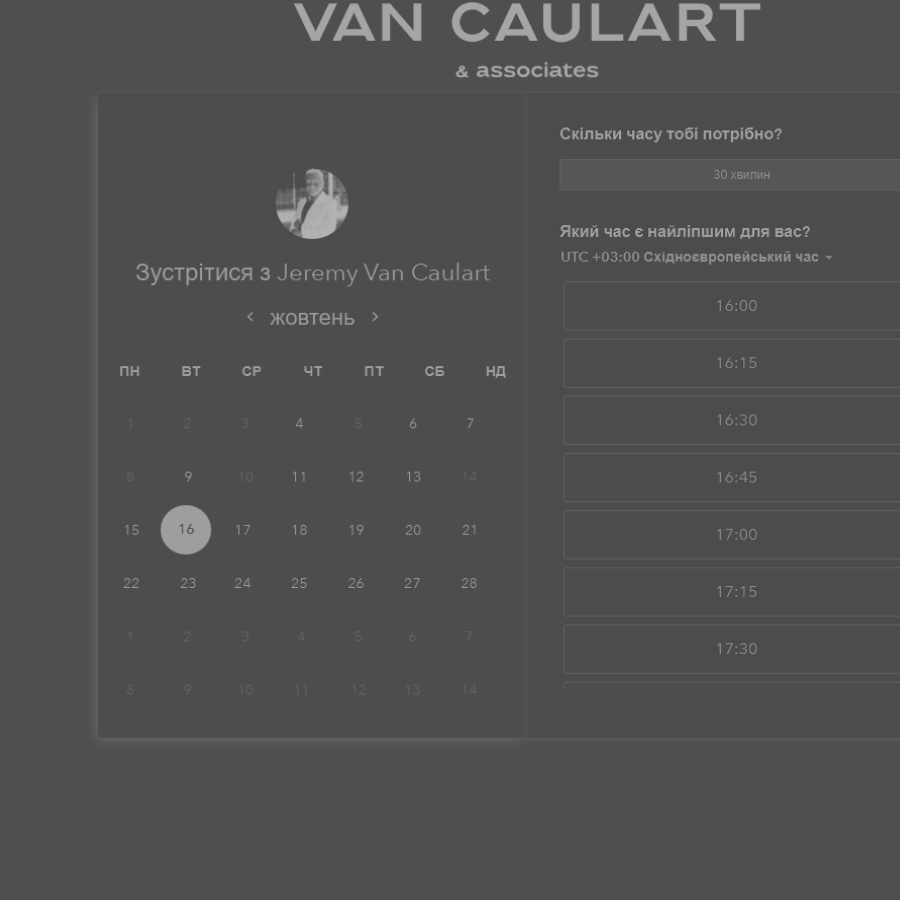 VAN CAULART
& associates
Зустрітися з Jeremy Van Caulart
жовтень
ПН ВТ СР ЧТ ПТ СБ НД
1 2 3 4 5 6 7
8 9 10 11 12 13 14
15 16 17 18 19 20 21
22 23 24 25 26 27 28
1 2 3 4 5 6 7
8 9 10 11 12 13 14
Скільки часу тобі потрібно?
30 хвилин
Який час є найліпшим для вас?
UTC +03:00 Східноєвропейський час
16:00
16:15
16:30
16:45
17:00
17:15
17:30